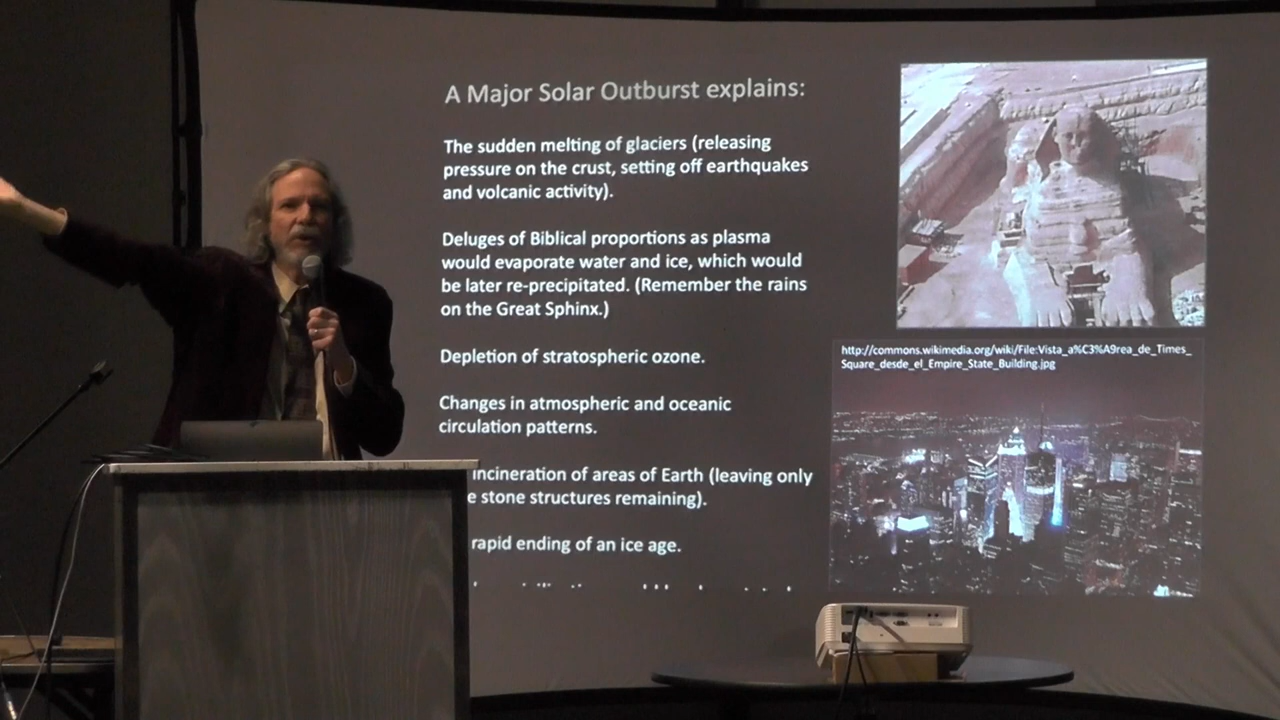 A Major Solar Outburst explains:
The sudden melting of glaciers (releasing
pressure on the crust, setting off earthquakes
and volcanic activity).
Deluges of Biblical proportions as plasma
would evaporate water and ice, which would
be later re-precipitated. (Remember the rains
on the Great Sphinx.)
Depletion of stratospheric ozone.
Changes in atmospheric and oceanic
circulation patterns.
incineration of areas of Earth (leaving only
stone structures remaining).
rapid ending of an ice age.
http://commons.wikimedia.org/wiki/File:Vista_a%C3%A9rea_de_Times_
Square_desde_el_Empire_State_Building.jpg